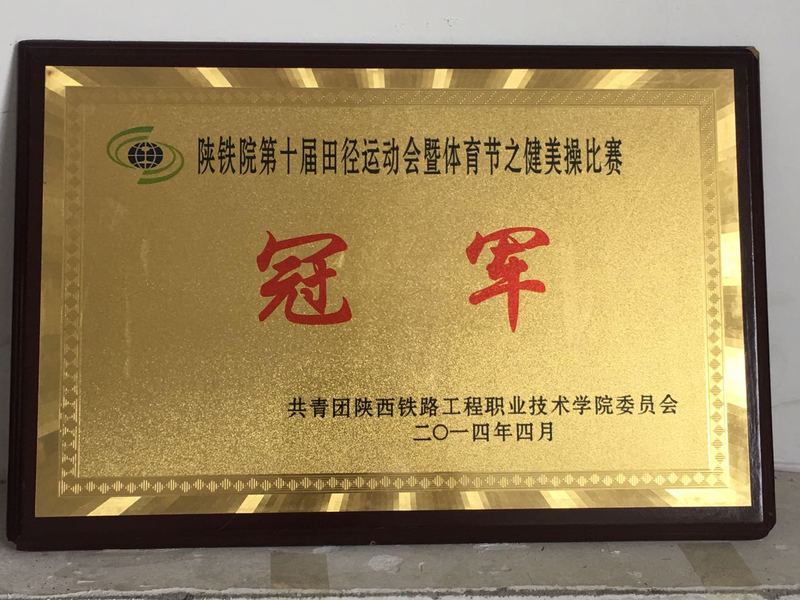 陕铁院第十届田径运动会暨体育节之健美操比赛
冠军
共青团陕西铁路工程职业技术学院委员会
二〇一四年四月